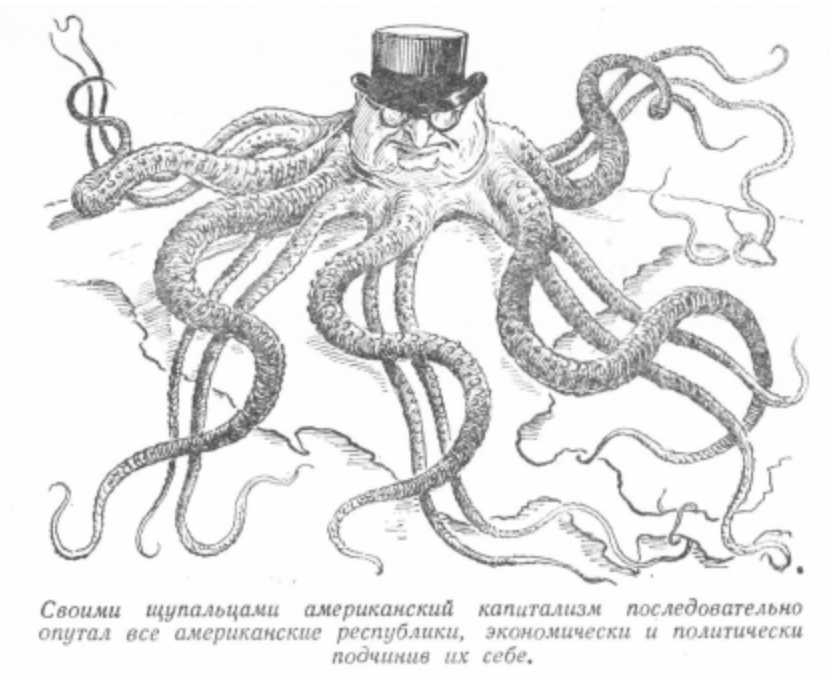 Своими щупальцами американский капитализм последовательно
опутал все американские республики, экономически и политически
подчинив их себе.